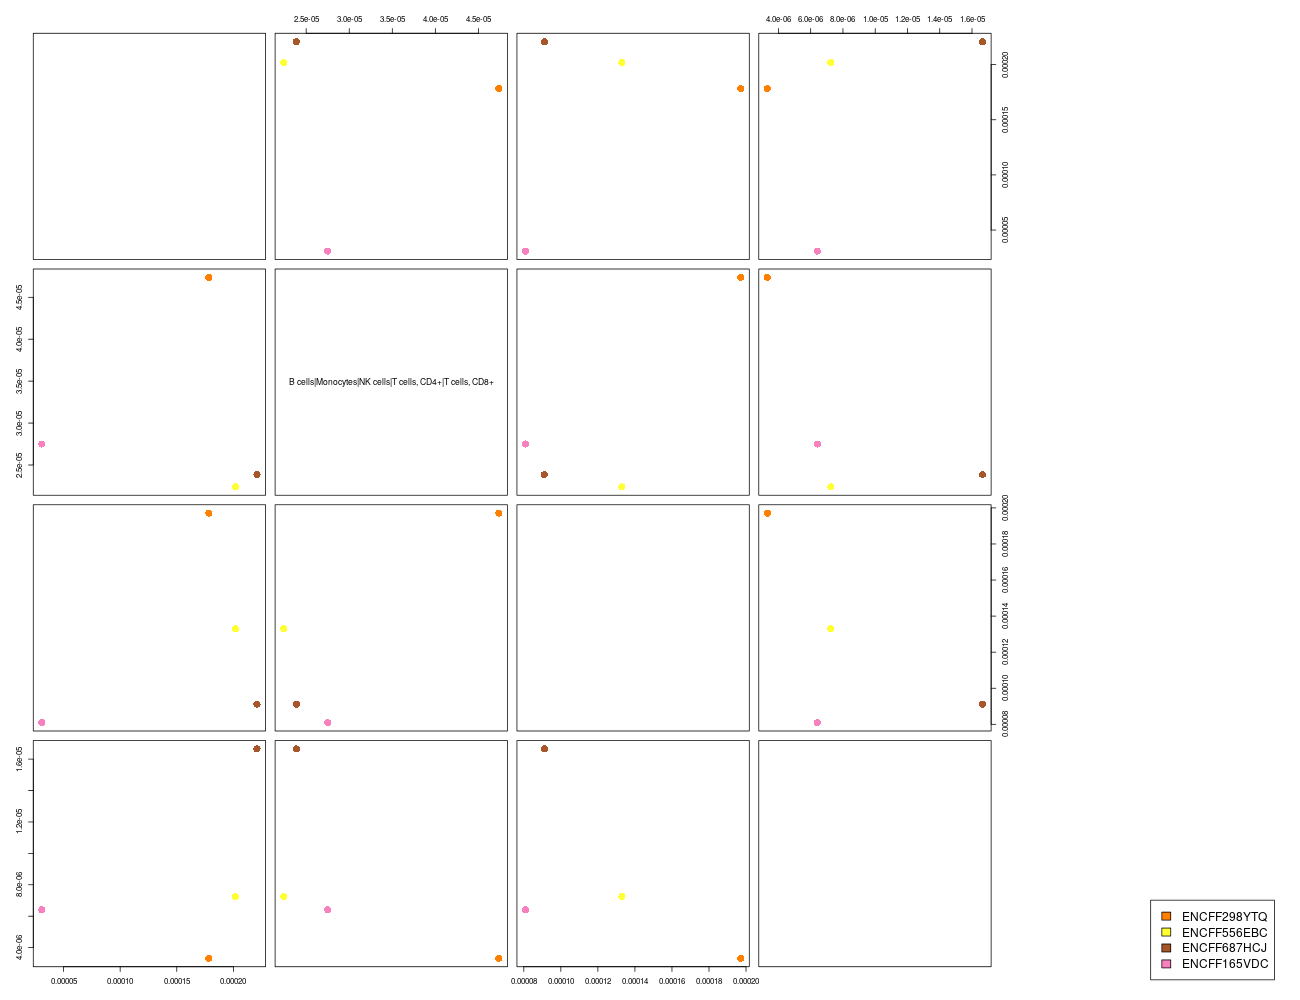 2.5e-05 3.0e-05 3.5e-05 4.0e-05 4.5e-05
4.0e-06 6.0e-06 8.0e-06 1.0e-05 1.2e-05 1.4e-05 1.6e-05
0.00005 0.00010 0.00015 0.00020
2.5e-05 3.0e-05 3.5e-05 4.0e-05 4.5e-05
B cells|Monocytes|NK cells|T cells, CD4+|T cells, CD8+
0.00008 0.00010 0.00012 0.00014 0.00016 0.00018 0.00020
4.0e-06 8.0e-06 1.2e-05 1.6e-05
0.00005 0.00010 0.00015 0.00020
0.00008 0.00010 0.00012 0.00014 0.00016 0.00018 0.00020
ENCFF298YTQ
ENCFF556EBC
ENCFF687HCJ
ENCFF165VDC